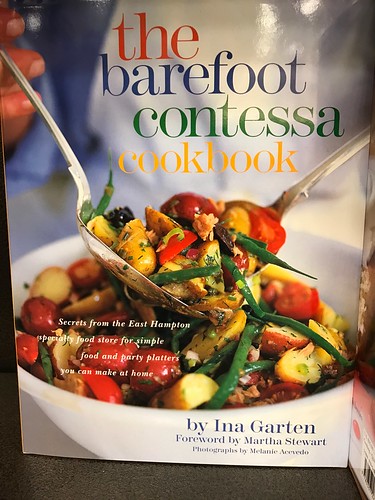 the
barefoot
contessa
cookbook
Secrets from the East Hampton
specialty food store for simple
food and party platters
you can make at home
by Ina Garten
Foreword by Martha Stewart
Photographs by Melanie Acevedo